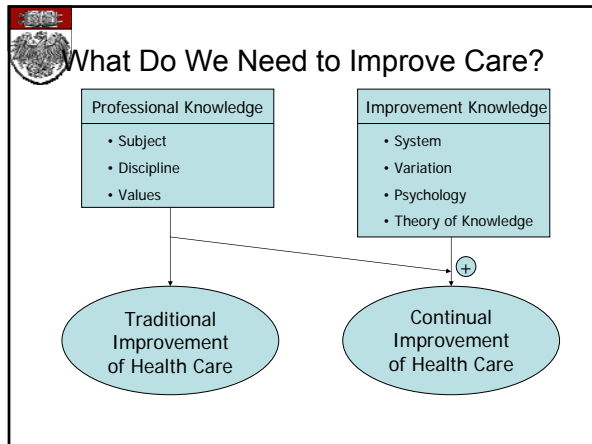 What Do We Need to Improve Care?
Professional Knowledge
• Subject
• Discipline
• Values
Improvement Knowledge
• System
• Variation
• Psychology
• Theory of Knowledge
+
Traditional
Improvement
of Health Care
Continual
Improvement
of Health Care